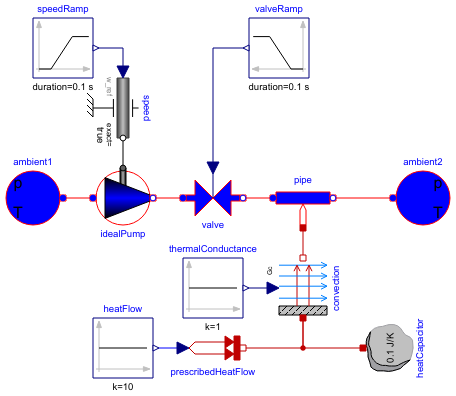 speedRamp
valveRamp
duration=0.1 s
duration=0.1 s
w_ref
speed
exact=
true
ambient1
P
T
idealPump
valve
pipe
ambient2
P
T
thermalConductance
Gc
k=1
convection
heatFlow
k=10
prescribedHeatFlow
0.1 J/K
heatCapacitor